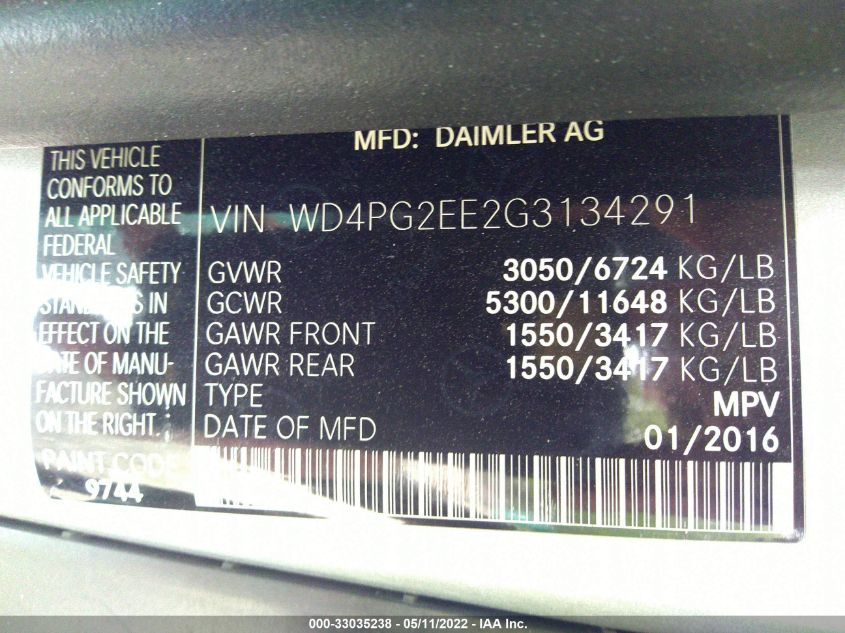 MFD: DAIMLER AG
THIS VEHICLE
CONFORMS TO
ALL APPLICABLE
FEDERAL
VEHICLE SAFETY
IN
EFFECT ON THE
DATE OF MANU-
FACTURE SHOWN
ON THE RIGHT.
PAINT CODE
9744
VIN WD4PG2EE2G3134291
GVWR 3050/6724 KG/LB
GCWR 5300/11648 KG/LB
GAWR FRONT 1550/3417 KG/LB
GAWR REAR 1550/3417 KG/LB
TYPE MPV
DATE OF MFD 01/2016
000-33035238 - 05/11/2022 - IAA Inc.